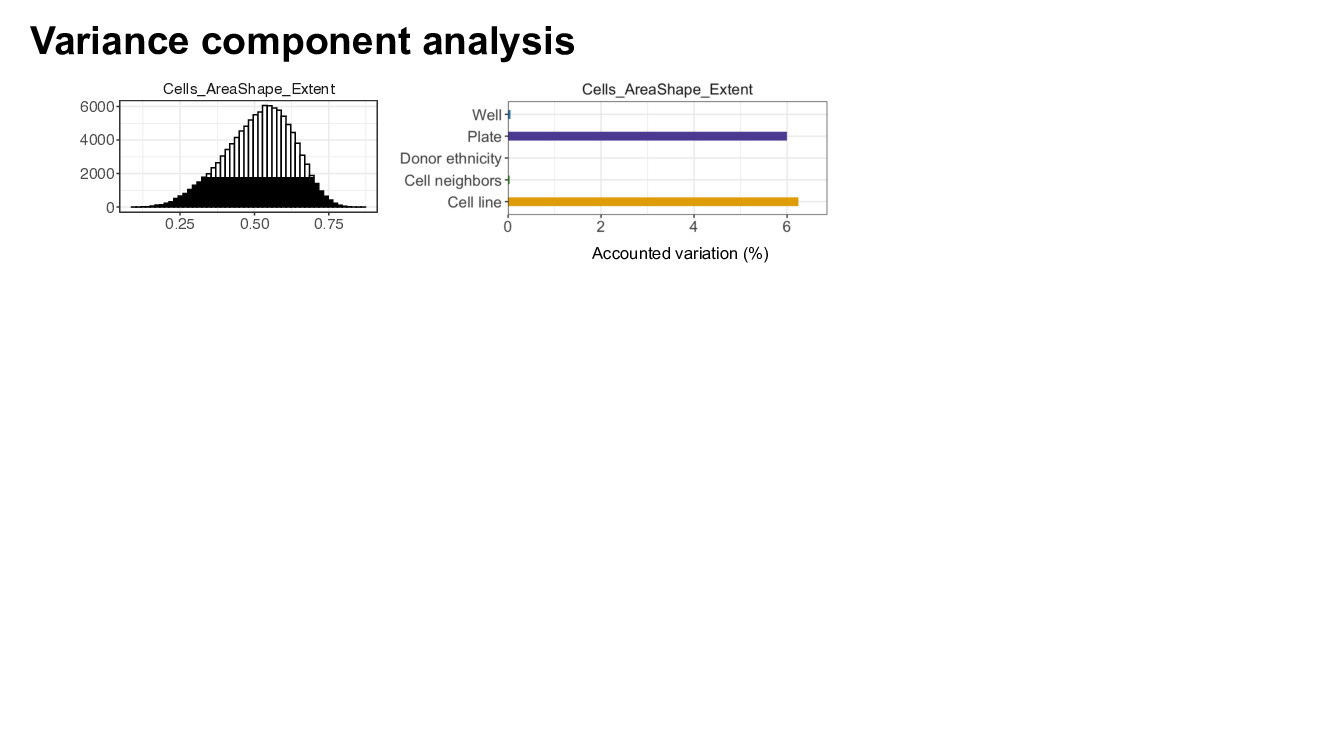 Variance component analysis
Cells_AreaShape_Extent
6000
4000
2000
0
0.25 0.50 0.75
Cells_AreaShape_Extent
Well
Plate
Donor ethnicity
Cell neighbors
Cell line
0 2 4 6
Accounted variation (%)